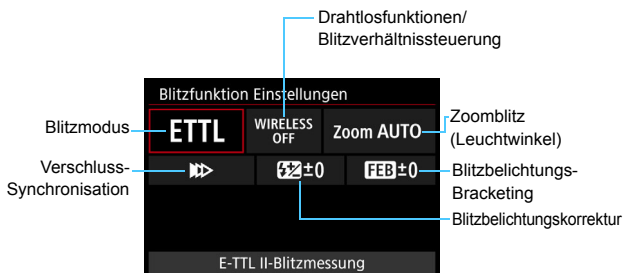 Drahtlosfunktionen/
Blitzverhältnissteuerung
Blitzfunktion Einstellungen
Blitzmodus
ETTL
WIRELESS
OFF
Zoom AUTO
Zoomblitz
(Leuchtwinkel)
Verschluss-
Synchronisation
±0
FEB±0
Blitzbelichtungs-
Bracketing
Blitzbelichtungskorrektur
E-TTL II-Blitzmessung